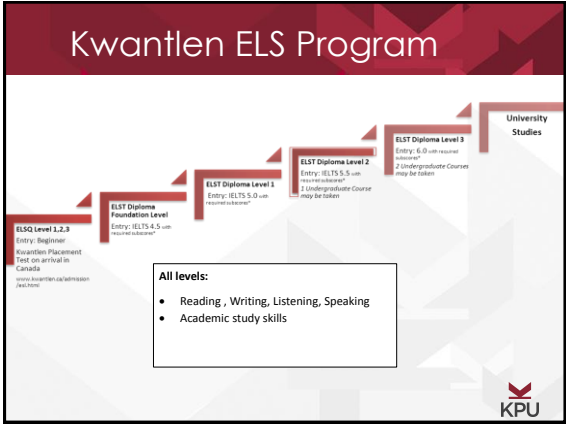 Kwantlen ELS Program
University
Studies
ELST Diploma Level 3
Entry: 6.0 with required
subscores*
2 Undergraduate Courses
may be taken
ELST Diploma Level 2
Entry: IELTS 5.5 with
required subscores*
1 Undergraduate Course
may be taken
ELST Diploma Level 1
Entry: IELTS 5.0 with
required subscores*
ELST Diploma
Foundation Level
Entry: IELTS 4.5 with
required subscores*
ELSQ Level 1,2,3
Entry: Beginner
Kwantlen Placement
Test on arrival in
Canada
www.kwantlen.ca/admission
/esl.html
All levels:
• Reading , Writing, Listening, Speaking
• Academic study skills
KPU